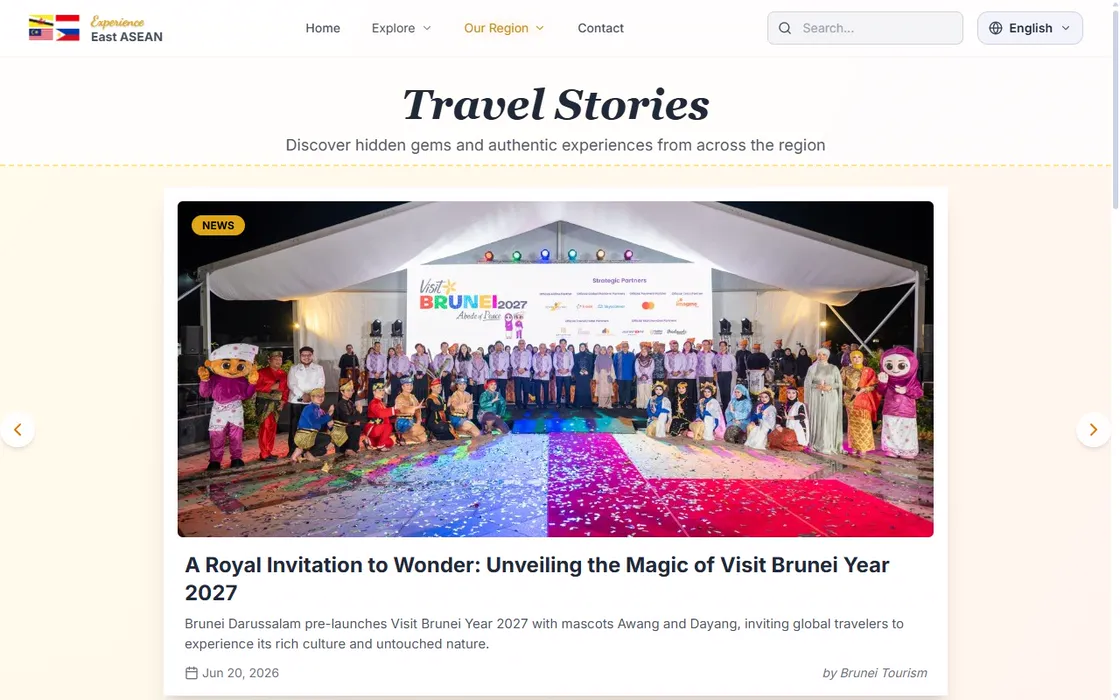 Experience
East ASEAN
Home
Explore
Our Region
Contact
Search...
English
Travel Stories
Discover hidden gems and authentic experiences from across the region
NEWS
Visit
BRUNEI 2027
Abode of Peace
Strategic Partners
A Royal Invitation to Wonder: Unveiling the Magic of Visit Brunei Year
2027
Brunei Darussalam pre-launches Visit Brunei Year 2027 with mascots Awang and Dayang, inviting global travelers to
experience its rich culture and untouched nature.
Jun 20, 2026
by Brunei Tourism